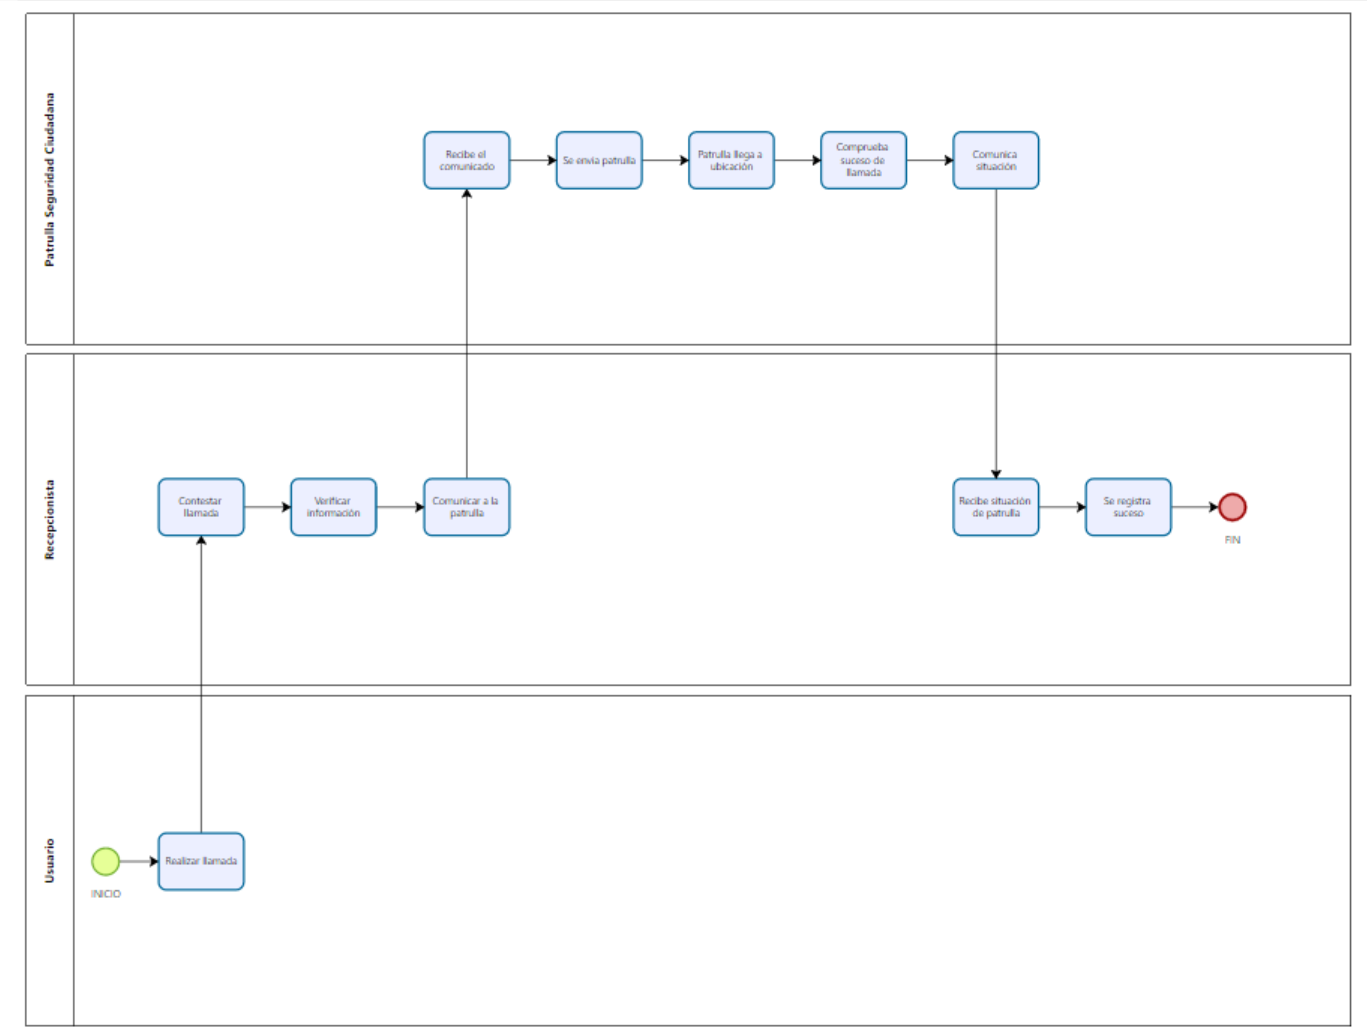 Patrulla Seguridad Ciudadana
Recibe el
comunicado
Se envia patrulla
Patrulla llega a
ubicación
Comprueba
suceso de
llamada
Comunica
situación
Recepcionista
Contestar
llamada
Verificar
información
Comunicar a la
patrulla
Recibe situación
de patrulla
Se registra
suceso
FIN
Usuario
INICIO
Realizar llamada